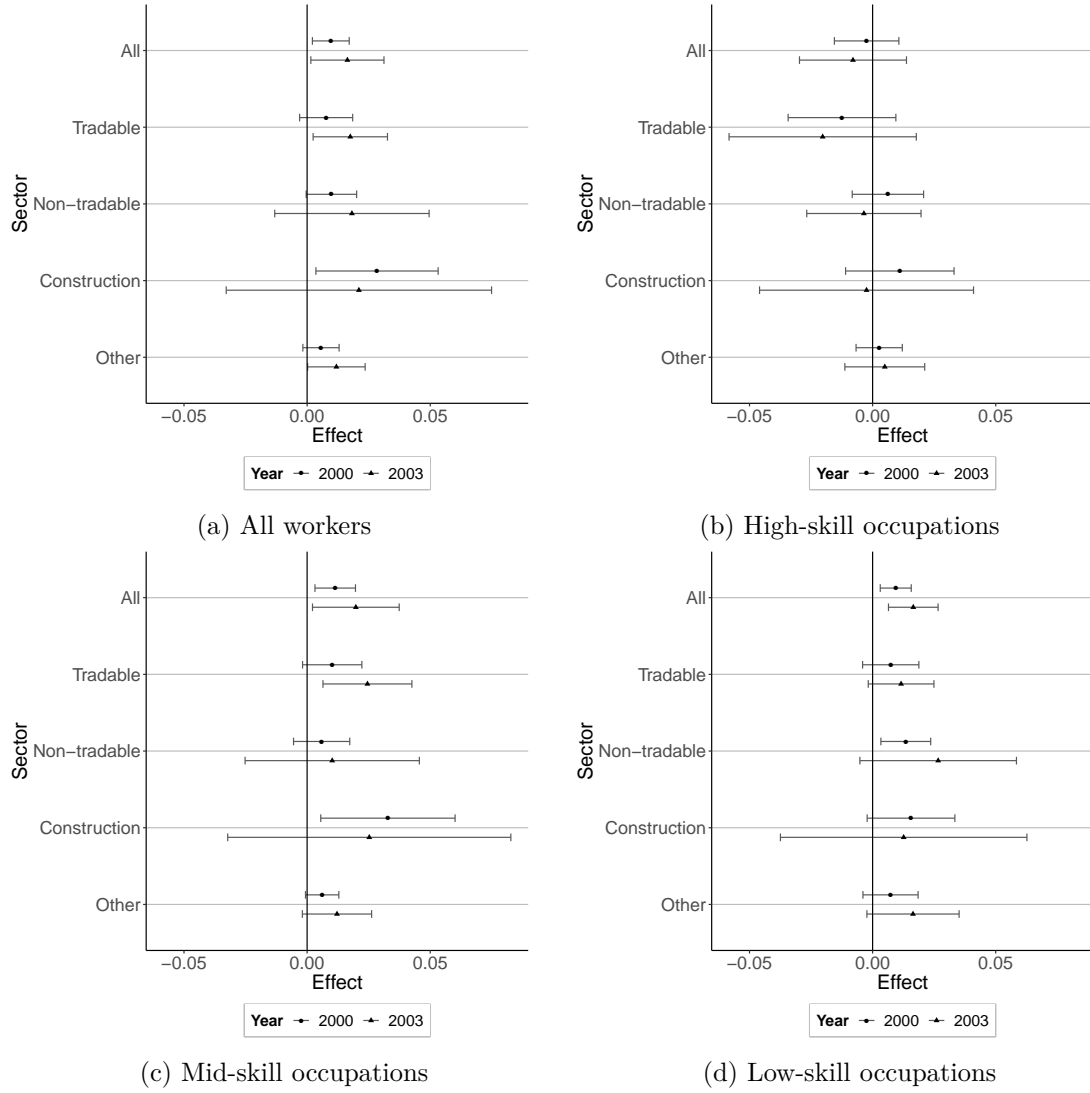 All
Tradable
Non−tradable
Construction
Other
Sector
−0.05 0.00 0.05
Effect
Year 2000 2003
(a) All workers
All
Tradable
Non−tradable
Construction
Other
Sector
−0.05 0.00 0.05
Effect
Year 2000 2003
(b) High-skill occupations
All
Tradable
Non−tradable
Construction
Other
Sector
−0.05 0.00 0.05
Effect
Year 2000 2003
(c) Mid-skill occupations
All
Tradable
Non−tradable
Construction
Other
Sector
−0.05 0.00 0.05
Effect
Year 2000 2003
(d) Low-skill occupations